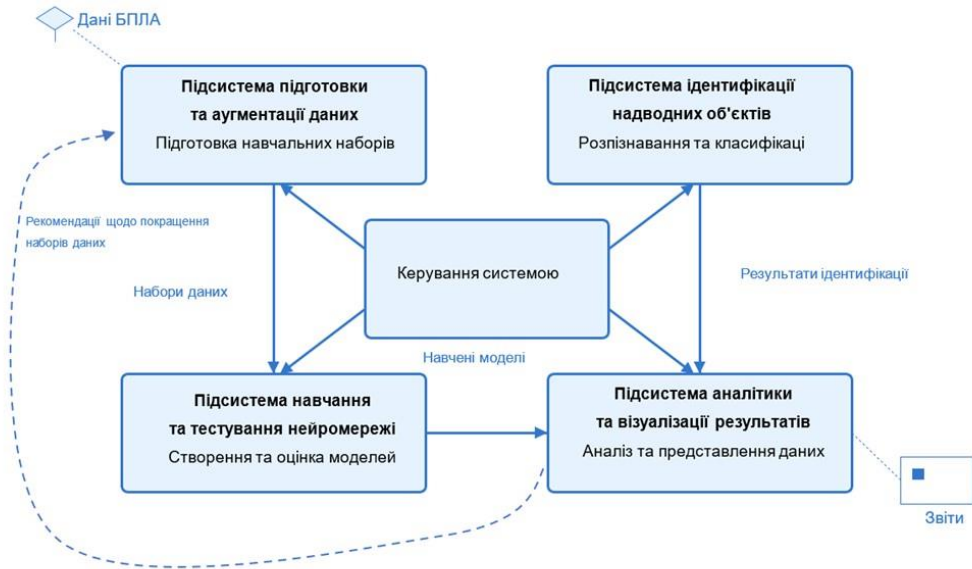 Дані БПЛА
Підсистема підготовки
та аугментації даних
Підготовка навчальних наборів
Підсистема ідентифікації
надводних об'єктів
Розпізнавання та класифікаці
Рекомендації щодо покращення
наборів даних
Набори даних
Керування системою
Результати ідентифікації
Навчені моделі
Підсистема навчання
та тестування нейромережі
Створення та оцінка моделей
Підсистема аналітики
та візуалізації результатів
Аналіз та представлення даних
Звіти